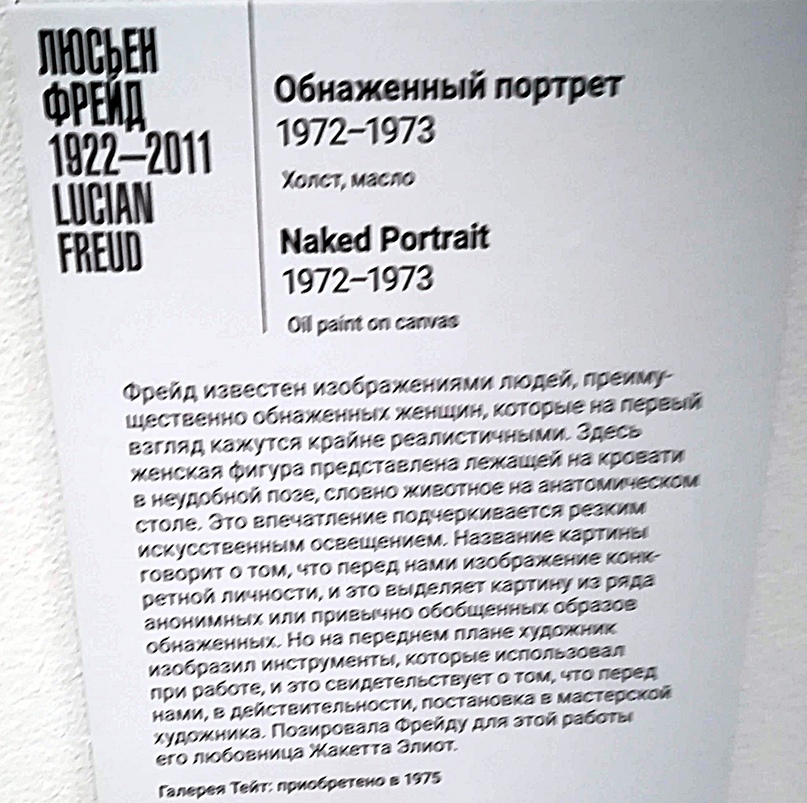 ЛЮСЬЕН
ФРЕЙД
1922–2011
LUCIAN
FREUD
Обнаженный портрет
1972–1973
Холст, масло
Naked Portrait
1972–1973
Oil paint on canvas
Фрейд известен изображениями людей, преиму-
щественно обнаженных женщин, которые на первый
взгляд кажутся крайне реалистичными. Здесь
женская фигура представлена лежащей на кровати
в неудобной позе, словно животное на анатомическом
столе. Это впечатление подчеркивается резким
искусственным освещением. Название картины
говорит о том, что перед нами изображение конк-
ретной личности, и это выделяет картину из ряда
анонимных или привычно обобщенных образов
обнаженных. Но на переднем плане художник
изобразил инструменты, которые использовал
при работе, и это свидетельствует о том, что перед
нами, в действительности, постановка в мастерской
художника. Позировала Фрейду для этой работы
его любовница Жакетта Элиот.
Галерея Тейт: приобретено в 1975